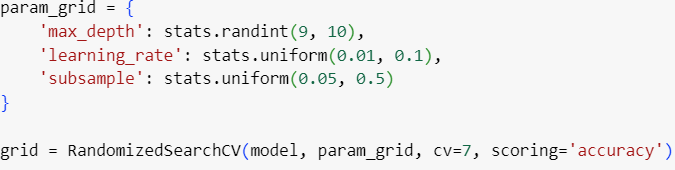 param_grid = {
    'max_depth': stats.randint(9, 10),
    'learning_rate': stats.uniform(0.01, 0.1),
    'subsample': stats.uniform(0.05, 0.5)
}
grid = RandomizedSearchCV(model, param_grid, cv=7, scoring='accuracy')